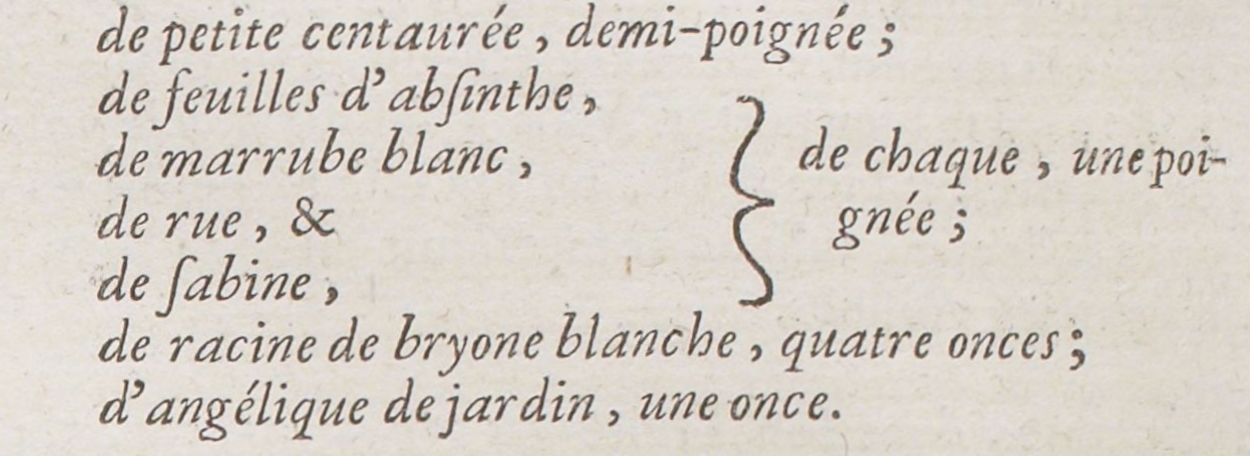 de petite centaurée, demi-poignée;
de feuilles d'abſinthe,
de marrube blanc,
de rue, &
de ſabine,
de chaque, une poi-
gnée;
de racine de bryone blanche, quatre onces;
d'angélique de jardin, une once.